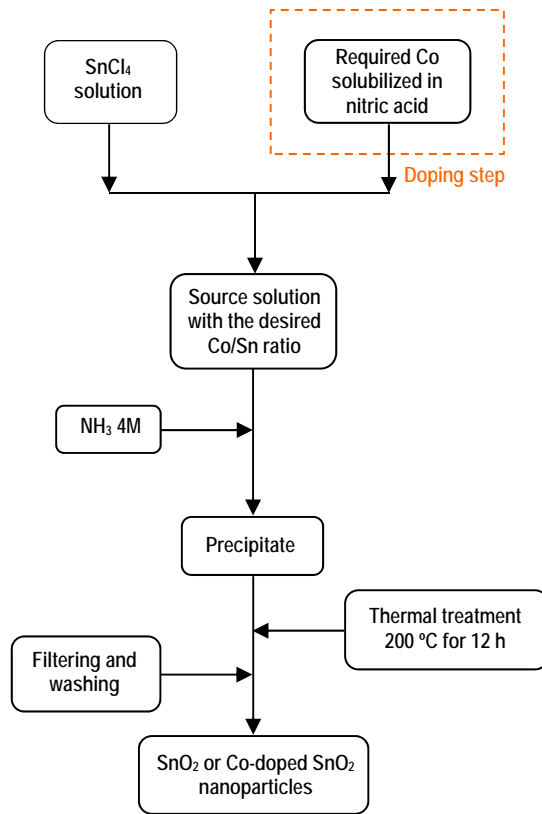 SnCl₄
solution
Required Co
solubilized in
nitric acid
Doping step
Source solution
with the desired
Co/Sn ratio
NH₃ 4M
Precipitate
Thermal treatment
200 ºC for 12 h
Filtering and
washing
SnO₂ or Co-doped SnO₂
nanoparticles